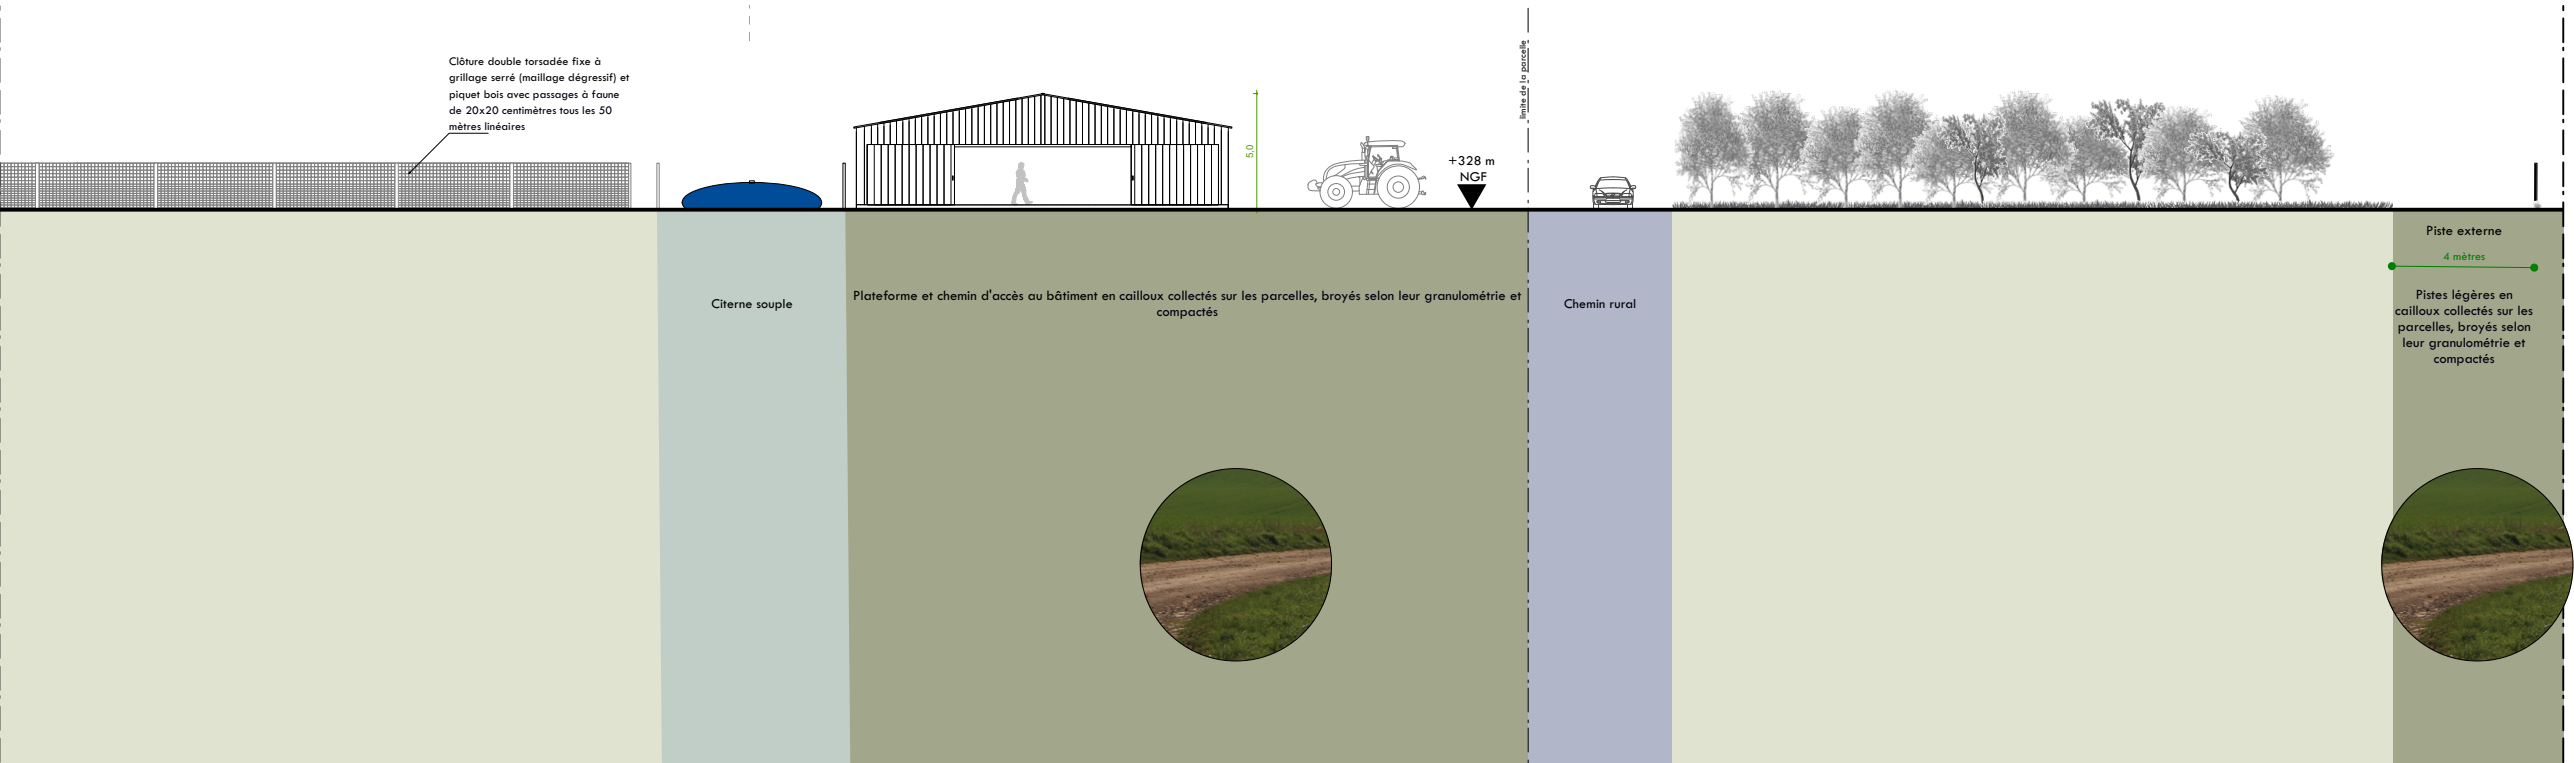 Clôture double torsadée fixe à
grillage serré (maillage dégressif) et
piquet bois avec passages à faune
de 20x20 centimètres tous les 50
mètres linéaires
5,0
+328 m
NGF
limite de la parcelle
Citerne souple
Plateforme et chemin d'accès au bâtiment en cailloux collectés sur les parcelles, broyés selon leur granulométrie et
compactés
Chemin rural
Piste externe
4 mètres
Pistes légères en
cailloux collectés sur les
parcelles, broyés selon
leur granulométrie et
compactés